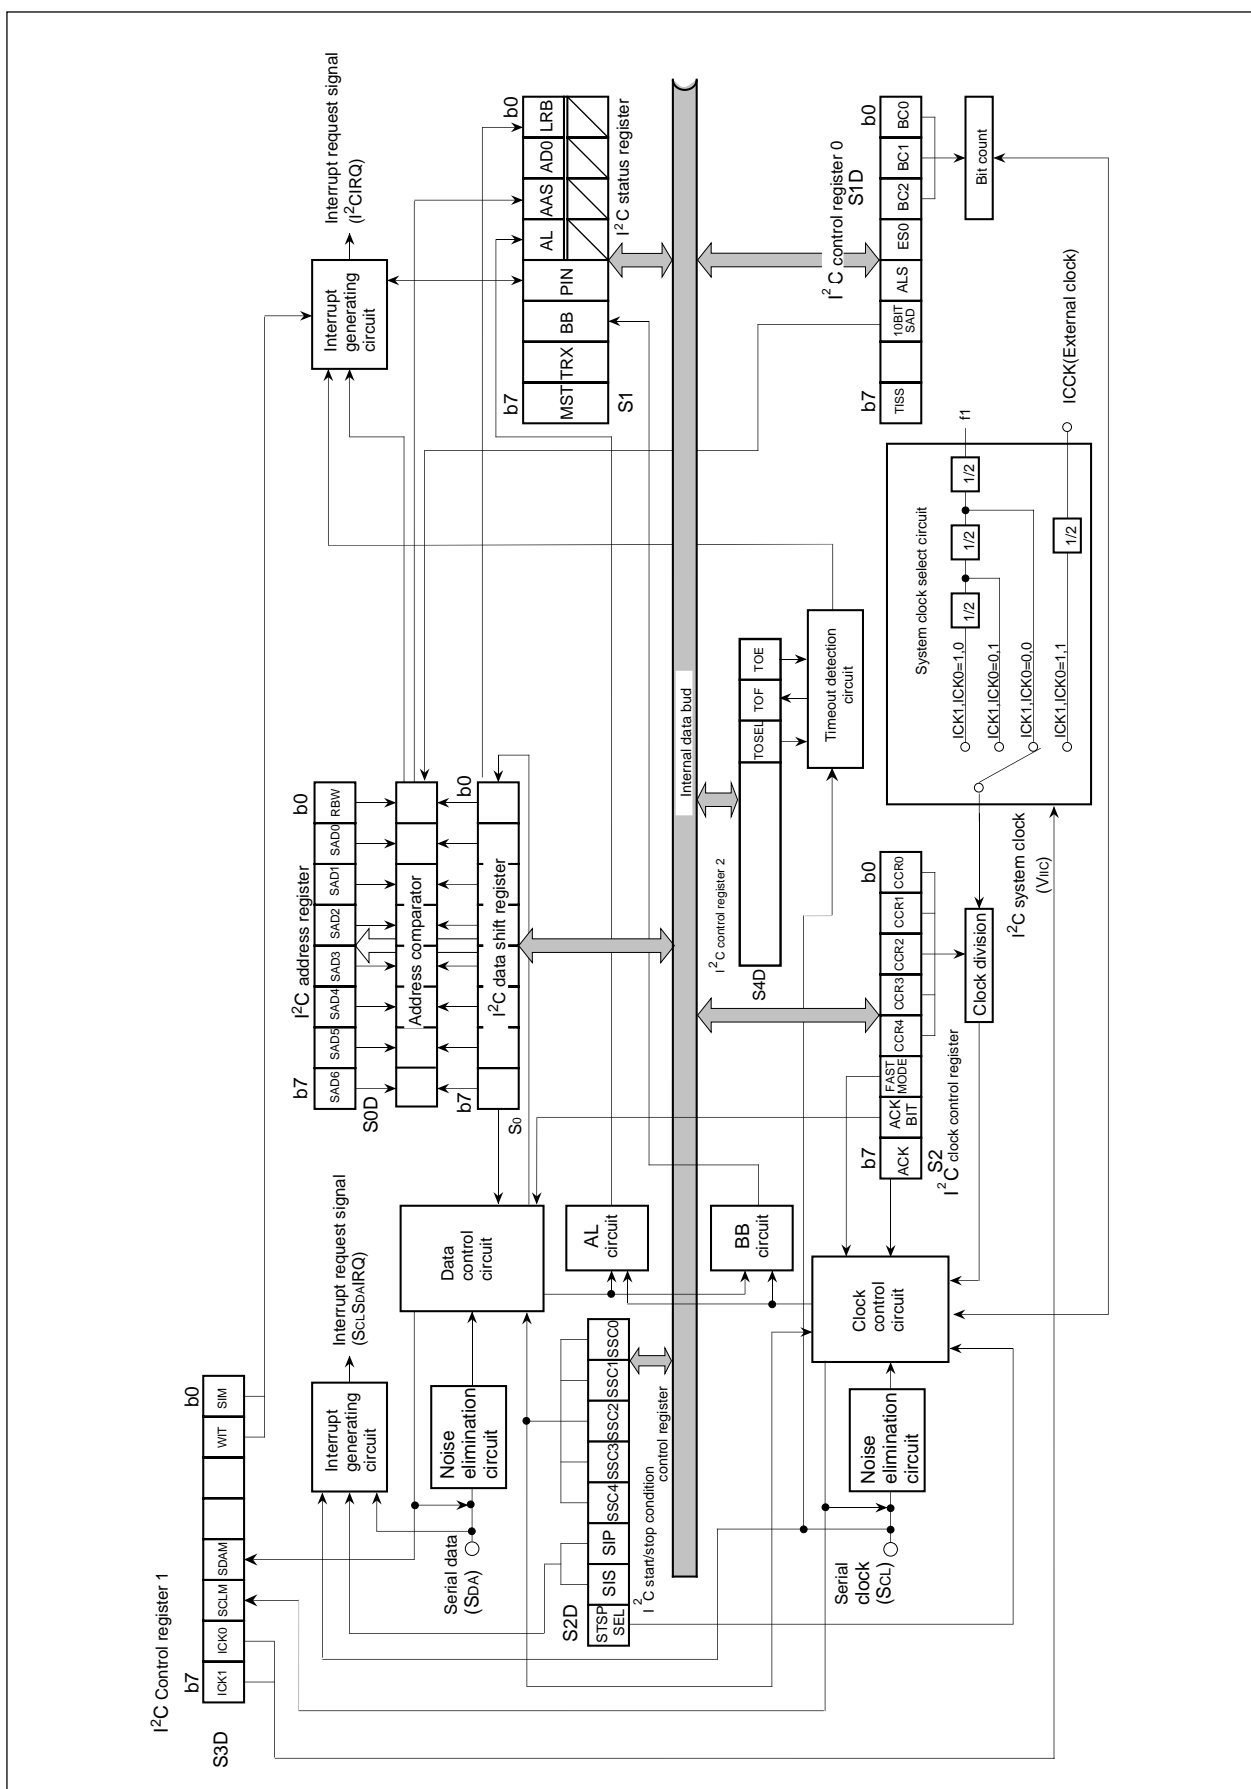 I²C Control register 1
S3D
b7
b0
ICK1
ICK0
SCLM
SDAM
WIT
SIM
Interrupt
generating
circuit
Interrupt request signal
(SCLSDAIRQ)
Serial data
(SDA)
Noise
elimination
circuit
Data
control
circuit
I²C address register
b7
b0
SAD6
SAD5
SAD4
SAD3
SAD2
SAD1
SAD0
RBW
S0D
Address comparator
b7
b0
I²C data shift register
S0
Interrupt
generating
circuit
Interrupt request signal
(I²CIRQ)
b7
b0
MST
TRX
BB
PIN
AL
AAS
AD0
LRB
S1
I²C status register
S2D
STSP
SEL
SIS
SIP
SSC4
SSC3
SSC2
SSC1
SSC0
I²C start/stop condition
control register
AL
circuit
BB
circuit
Internal data bud
I²C control register 2
S4D
TOSEL
TOF
TOE
Timeout detection
circuit
I²C control register 0
S1D
b7
b0
TISS
10BIT
SAD
ALS
ES0
BC2
BC1
BC0
Bit count
Serial
clock
(SCL)
Noise
elimination
circuit
Clock
control
circuit
b7
b0
ACK
ACK
BIT
FAST
MODE
CCR4
CCR3
CCR2
CCR1
CCR0
S2
I²C clock control register
Clock division
I²C system clock
(VIIC)
System clock select circuit
ICK1,ICK0=1,0
ICK1,ICK0=0,1
ICK1,ICK0=0,0
ICK1,ICK0=1,1
1/2
1/2
1/2
1/2
f1
ICCK(External clock)